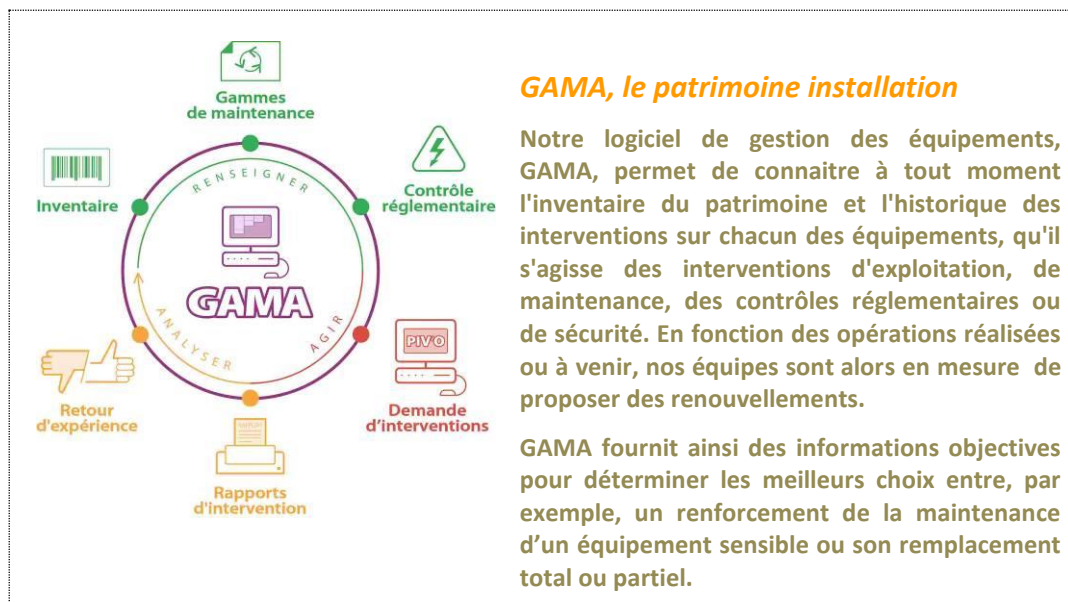 Gammes
de maintenance
Contrôle
réglementaire
Inventaire
RENSEIGNER
GAMA
ANALYSER
AGIR
PIVO
Demande
d'interventions
Retour
d'expérience
Rapports
d'intervention
GAMA, le patrimoine installation
Notre logiciel de gestion des équipements,
GAMA, permet de connaitre à tout moment
l'inventaire du patrimoine et l'historique des
interventions sur chacun des équipements, qu'il
s'agisse des interventions d'exploitation, de
maintenance, des contrôles réglementaires ou
de sécurité. En fonction des opérations réalisées
ou à venir, nos équipes sont alors en mesure de
proposer des renouvellements.
GAMA fournit ainsi des informations objectives
pour déterminer les meilleurs choix entre, par
exemple, un renforcement de la maintenance
d’un équipement sensible ou son remplacement
total ou partiel.